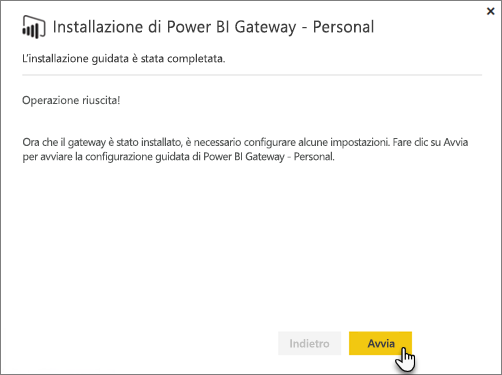 Installazione di Power BI Gateway - Personal
L'installazione guidata è stata completata.
Operazione riuscita!
Ora che il gateway è stato installato, è necessario configurare alcune impostazioni. Fare clic su Avvia
per avviare la configurazione guidata di Power BI Gateway - Personal.
Indietro Avvia